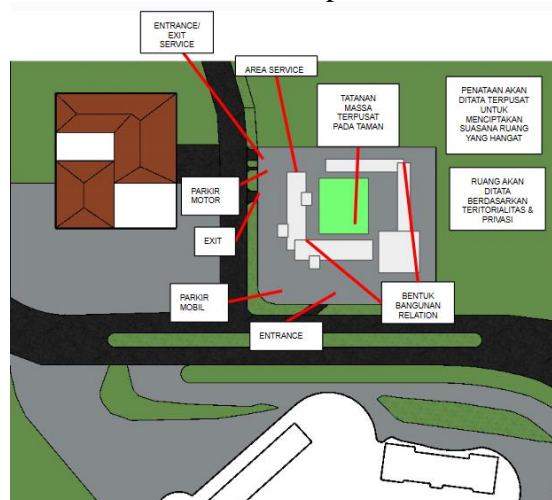 ENTRANCE/
EXIT
SERVICE
AREA SERVICE
TATANAN
MASSA
TERPUSAT
PADA TAMAN
PENATAAN AKAN
DITATA TERPUSAT
UNTUK
MENCIPTAKAN
SUASANA RUANG
YANG HANGAT
RUANG AKAN
DITATA
BERDASARKAN
TERITORIALITAS &
PRIVASI
PARKIR
MOTOR
EXIT
PARKIR
MOBIL
ENTRANCE
BENTUK
BANGUNAN
RELATION